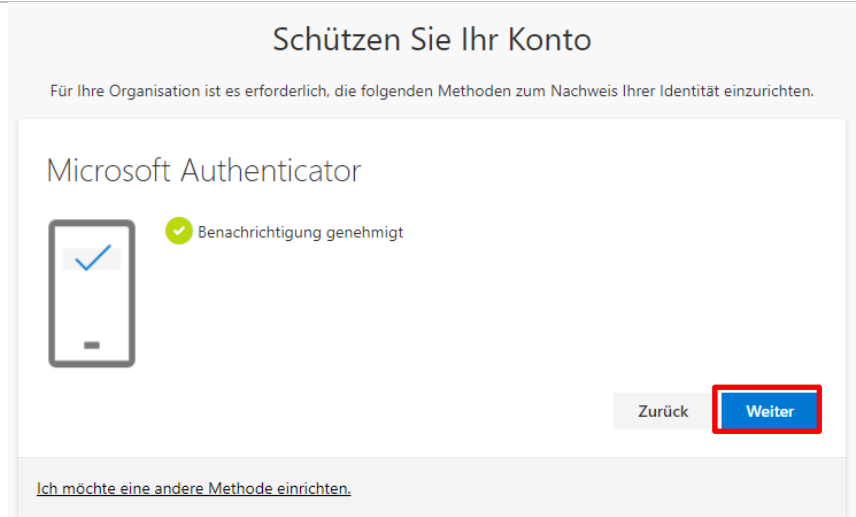 Schützen Sie Ihr Konto
Für Ihre Organisation ist es erforderlich, die folgenden Methoden zum Nachweis Ihrer Identität einzurichten.
Microsoft Authenticator
Benachrichtigung genehmigt
Zurück Weiter
Ich möchte eine andere Methode einrichten.